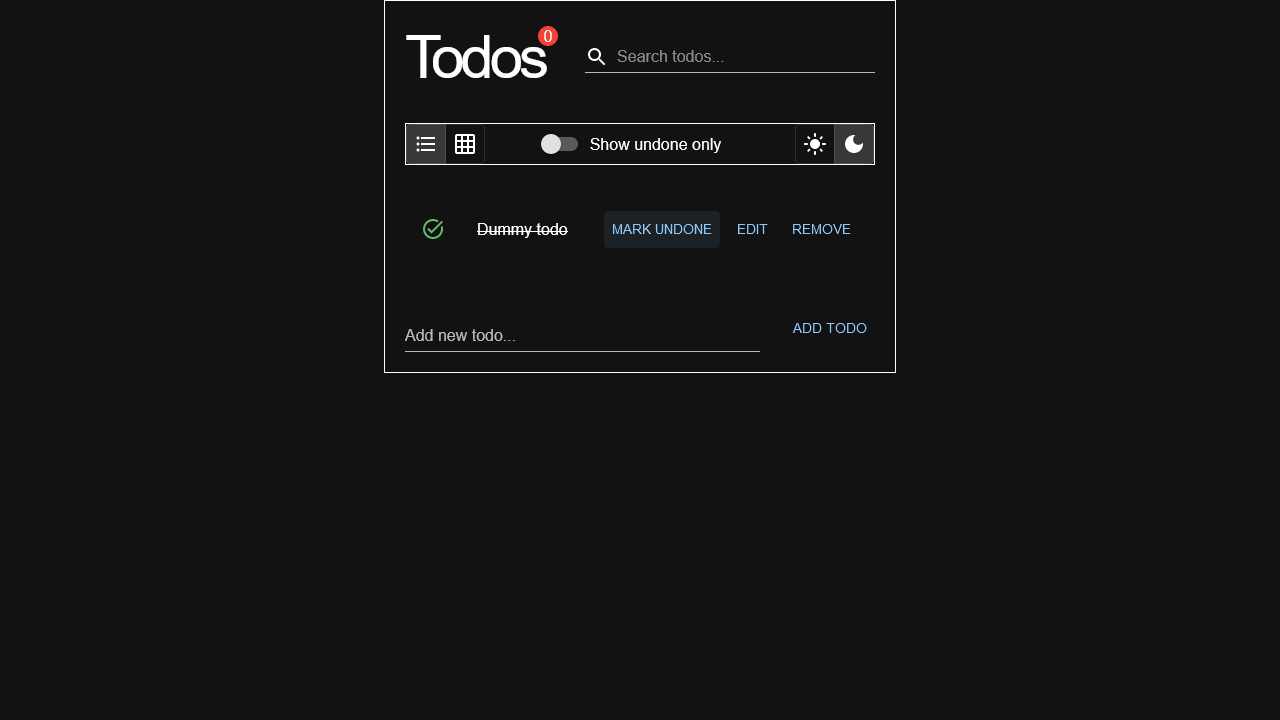 Todos 0
Search todos...
Show undone only
Dummy todo MARK UNDONE EDIT REMOVE
Add new todo... ADD TODO